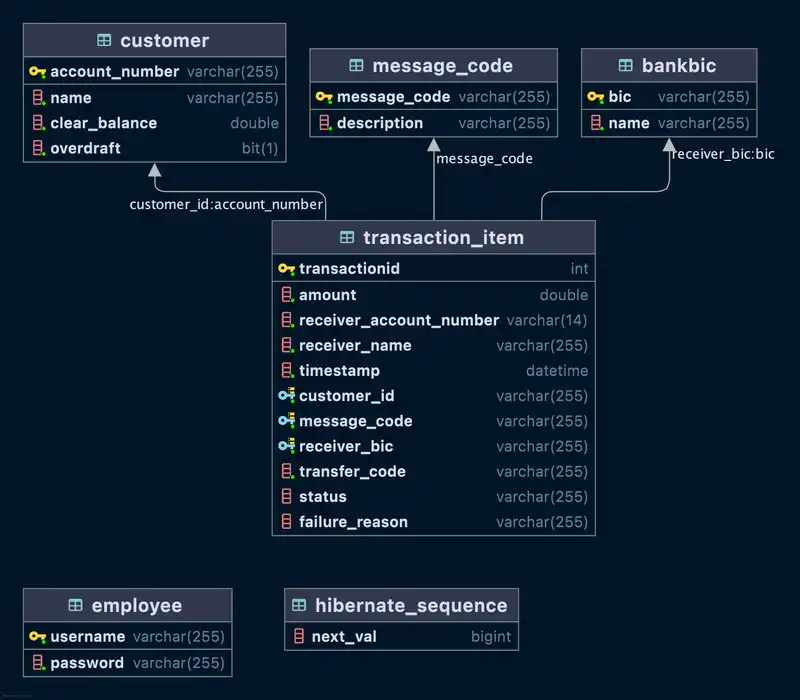 customer
account_number varchar(255)
name varchar(255)
clear_balance double
overdraft bit(1)
message_code
message_code varchar(255)
description varchar(255)
bankbic
bic varchar(255)
name varchar(255)
customer_id:account_number
message_code
receiver_bic:bic
transaction_item
transactionid int
amount double
receiver_account_number varchar(14)
receiver_name varchar(255)
timestamp datetime
customer_id varchar(255)
message_code varchar(255)
receiver_bic varchar(255)
transfer_code varchar(255)
status varchar(255)
failure_reason varchar(255)
employee
username varchar(255)
password varchar(255)
hibernate_sequence
next_val bigint